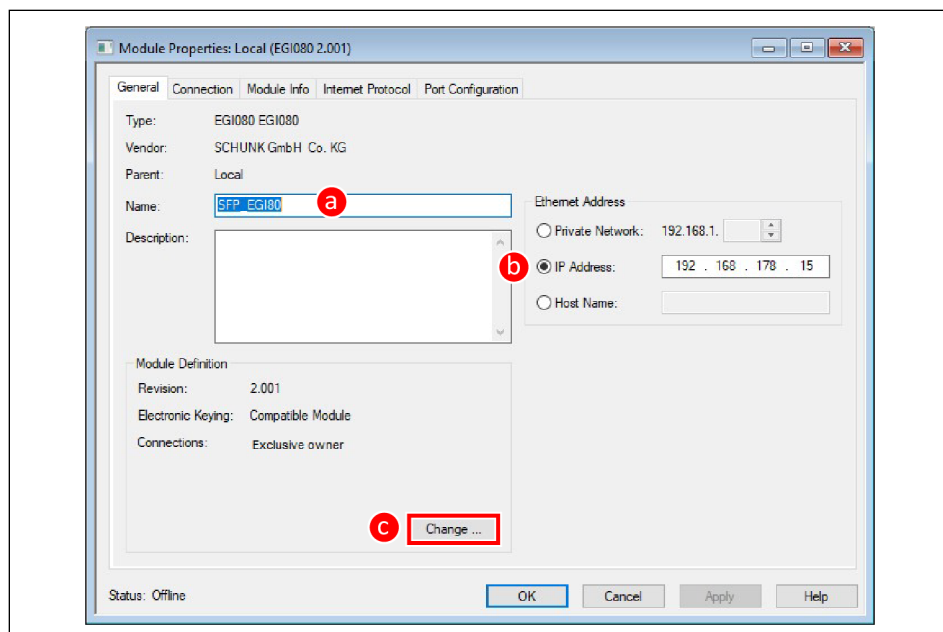 Module Properties: Local (EGI080 2.001)
General Connection Module Info Internet Protocol Port Configuration
Type: EGI080 EGI080
Vendor: SCHUNK GmbH Co. KG
Parent: Local
Name: SFP_EGI80 a
Description:
Ethernet Address
Private Network: 192.168.1.
b IP Address: 192 . 168 . 178 . 15
Host Name:
Module Definition
Revision: 2.001
Electronic Keying: Compatible Module
Connections: Exclusive owner
c Change ...
Status: Offline OK Cancel Apply Help